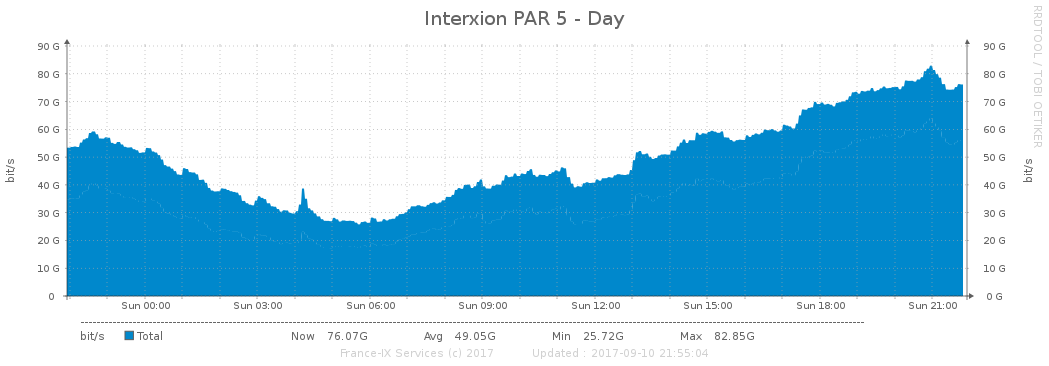 Interxion PAR 5 - Day
RRDTOOL / TOBI OETIKER
90 G 90 G
80 G 80 G
70 G 70 G
60 G 60 G
50 G 50 G
40 G 40 G
30 G 30 G
20 G 20 G
10 G 10 G
0 0 G
bit/s bit/s
Sun 00:00 Sun 03:00 Sun 06:00 Sun 09:00 Sun 12:00 Sun 15:00 Sun 18:00 Sun 21:00
bit/s Total Now 76.07G Avg 49.05G Min 25.72G Max 82.85G
France-IX Services (c) 2017 Updated : 2017-09-10 21:55:04